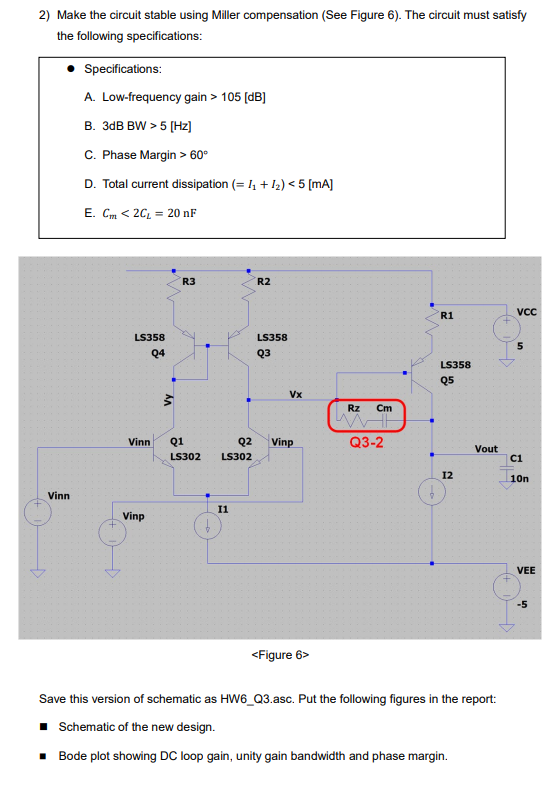 2) Make the circuit stable using Miller compensation (See Figure 6). The circuit must satisfy
the following specifications:
● Specifications:
A. Low-frequency gain > 105 [dB]
B. 3dB BW > 5 [Hz]
C. Phase Margin > 60°
D. Total current dissipation (= I₁ + I₂) < 5 [mA]
E. Cₘ < 2C_L = 20 nF
R3
R2
R1
VCC
5
LS358
Q4
LS358
Q3
LS358
Q5
Vy
Vx
Rz Cm
Q3-2
Vinn
Q1
LS302
Q2
LS302
Vinp
Vout
C1
10n
I2
Vinn
Vinp
I1
VEE
-5
<Figure 6>
Save this version of schematic as HW6_Q3.asc. Put the following figures in the report:
■ Schematic of the new design.
■ Bode plot showing DC loop gain, unity gain bandwidth and phase margin.